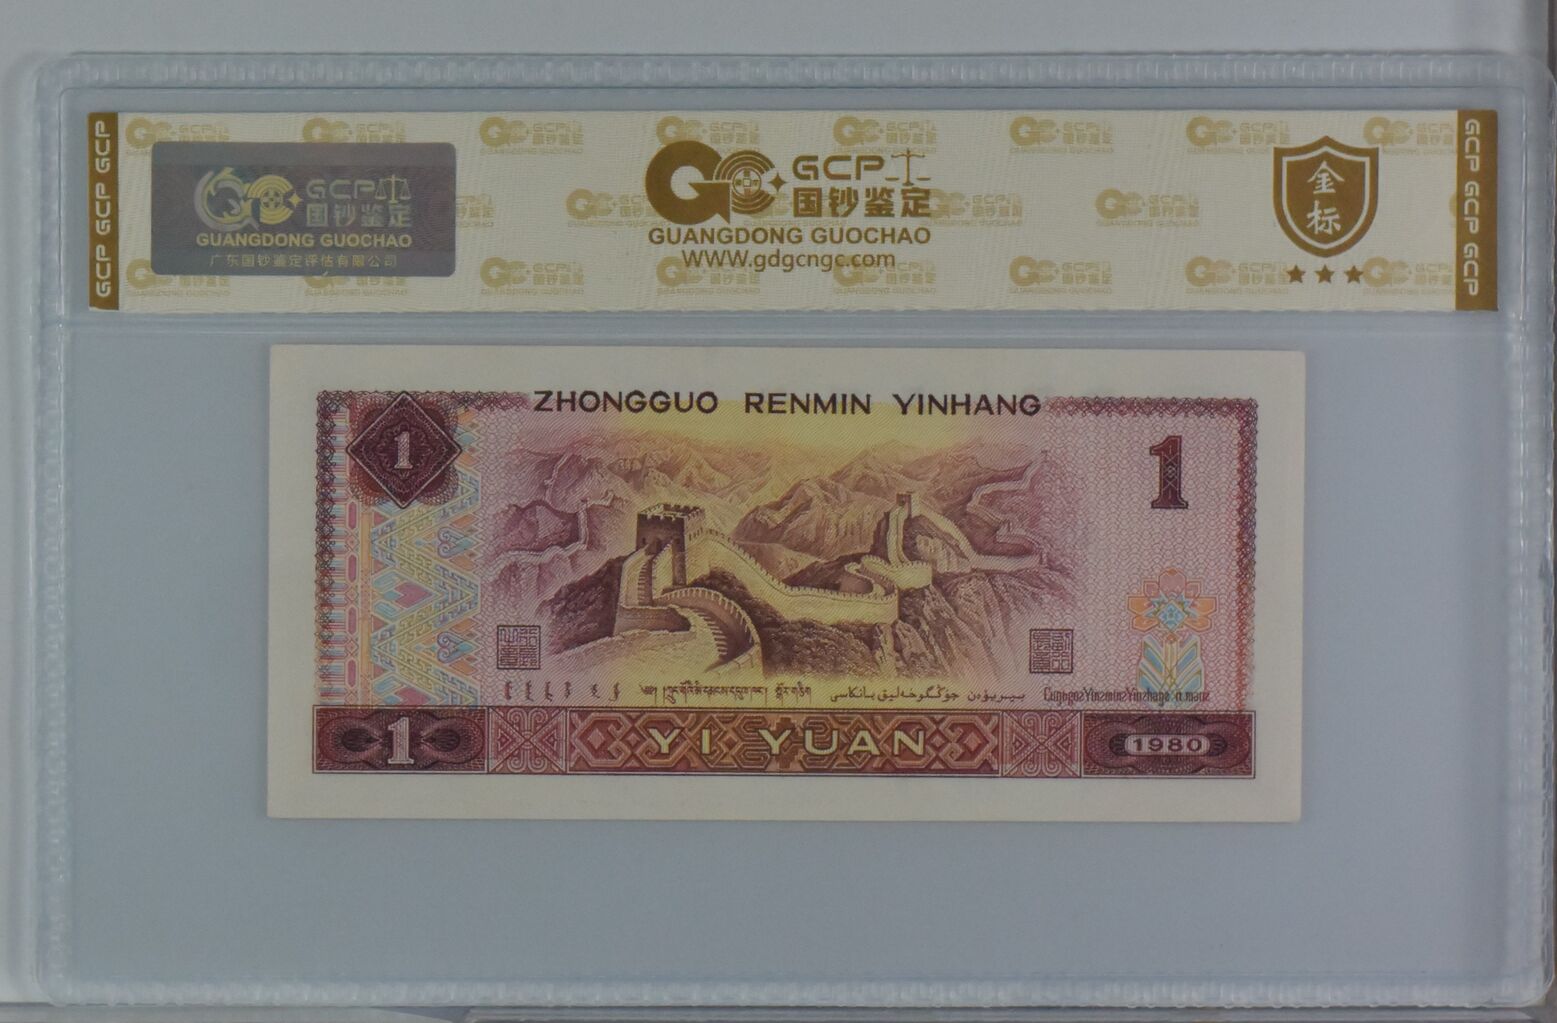 GCP GCP GCP
GCP
国钞鉴定
GUANGDONG GUOCHAO
广东国钞鉴定评估有限公司
GCP
国钞鉴定
GUANGDONG GUOCHAO
WWW.gdgcngc.com
金标
GCP GCP GCP
ZHONGGUO RENMIN YINHANG
1
1
1
YI YUAN
1980